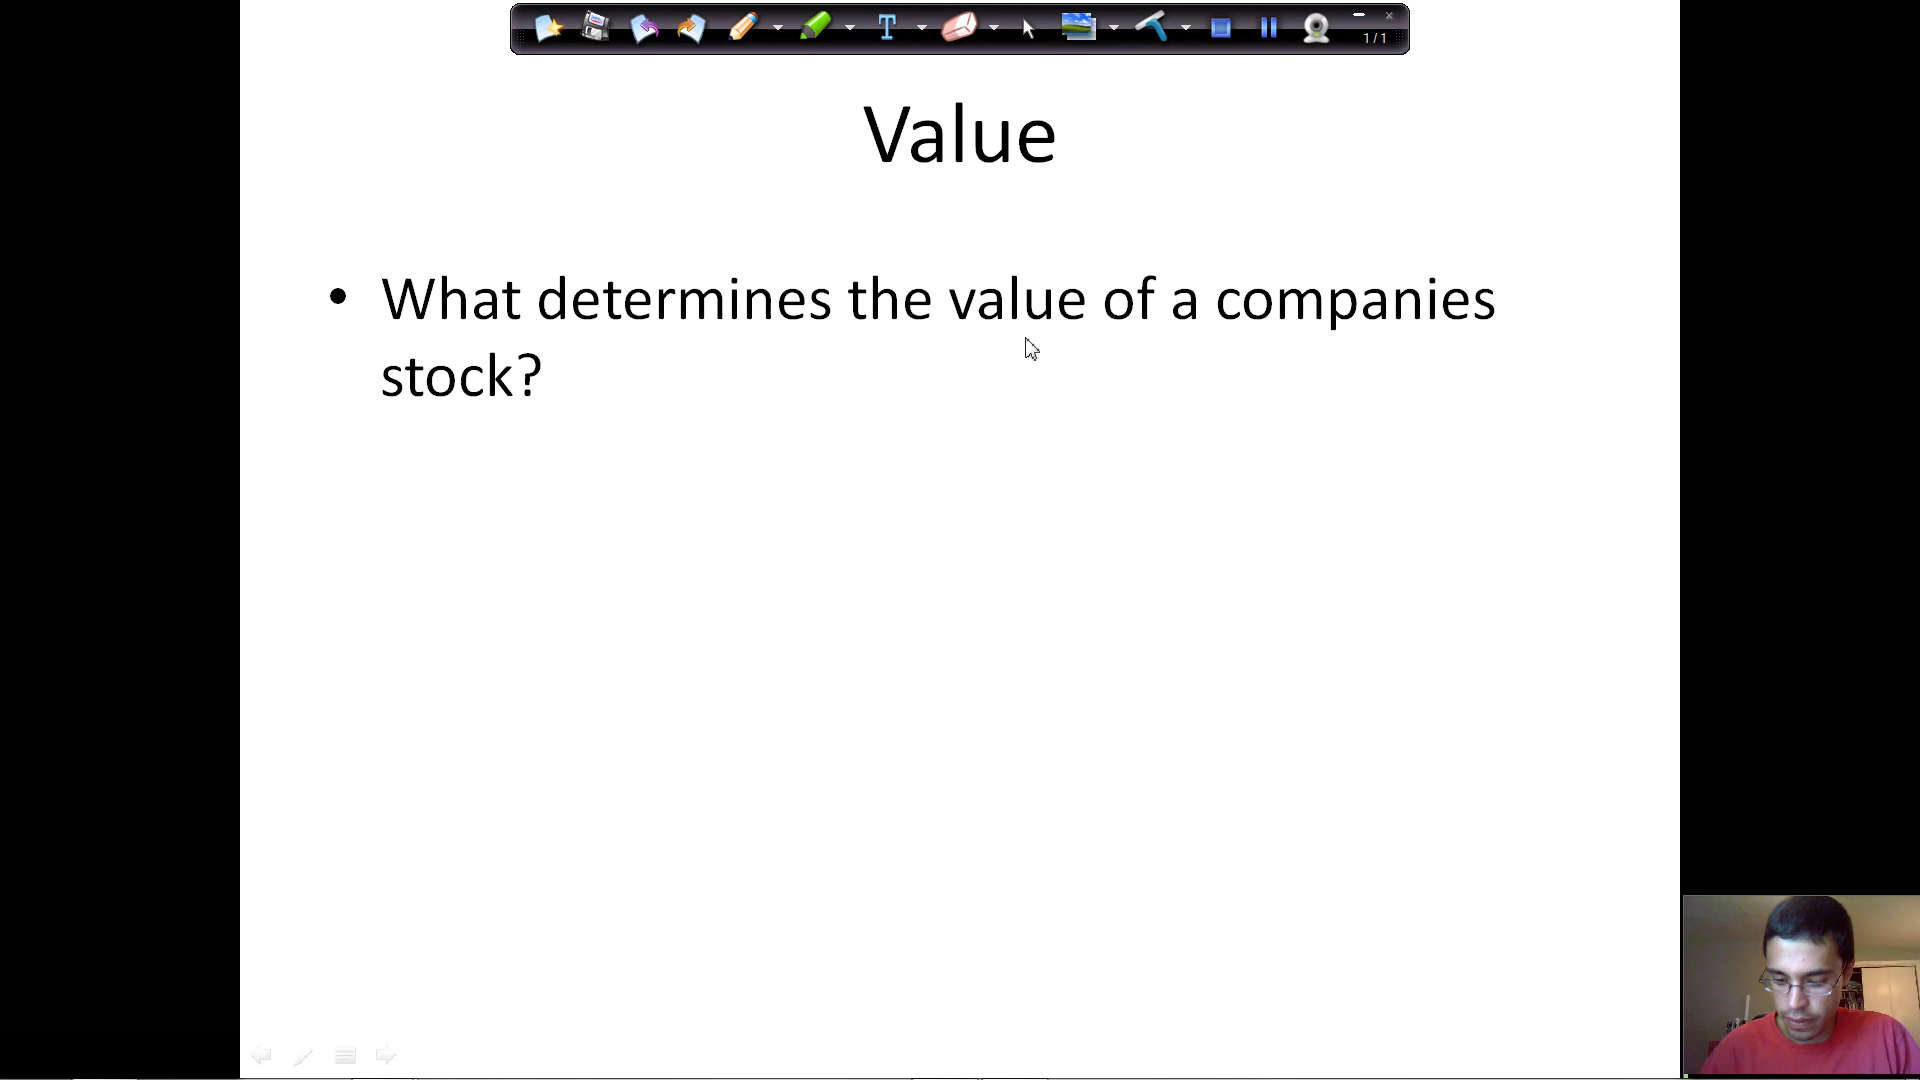 1/1
Value
• What determines the value of a companies
stock?